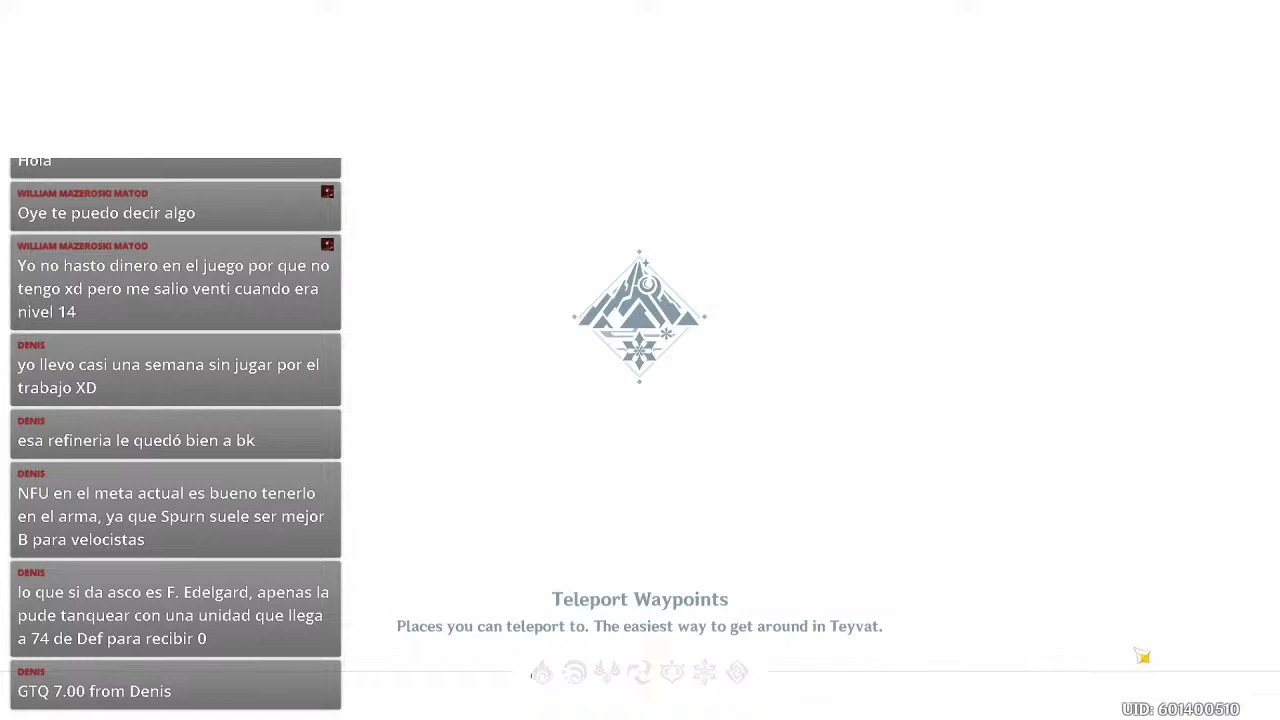 Hola
WILLIAM MAZEROSKI MATOD
Oye te puedo decir algo
WILLIAM MAZEROSKI MATOD
Yo no hasto dinero en el juego por que no
tengo xd pero me salio venti cuando era
nivel 14
DENIS
yo llevo casi una semana sin jugar por el
trabajo XD
DENIS
esa refineria le quedó bien a bk
DENIS
NFU en el meta actual es bueno tenerlo
en el arma, ya que Spurn suele ser mejor
B para velocistas
DENIS
lo que si da asco es F. Edelgard, apenas la
pude tanquear con una unidad que llega
a 74 de Def para recibir 0
DENIS
GTQ 7.00 from Denis
Teleport Waypoints
Places you can teleport to. The easiest way to get around in Teyvat.
UID: 601400510